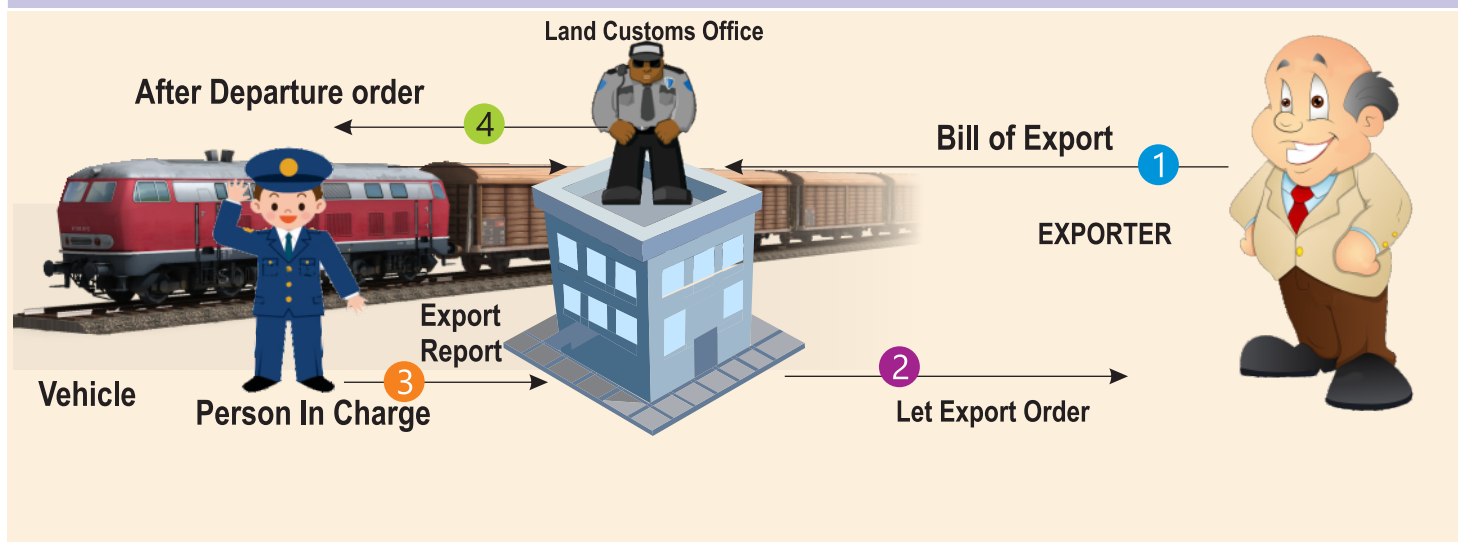 Land Customs Office
After Departure order
4
Bill of Export
1
EXPORTER
Export
Report
3
2
Vehicle
Person In Charge
Let Export Order